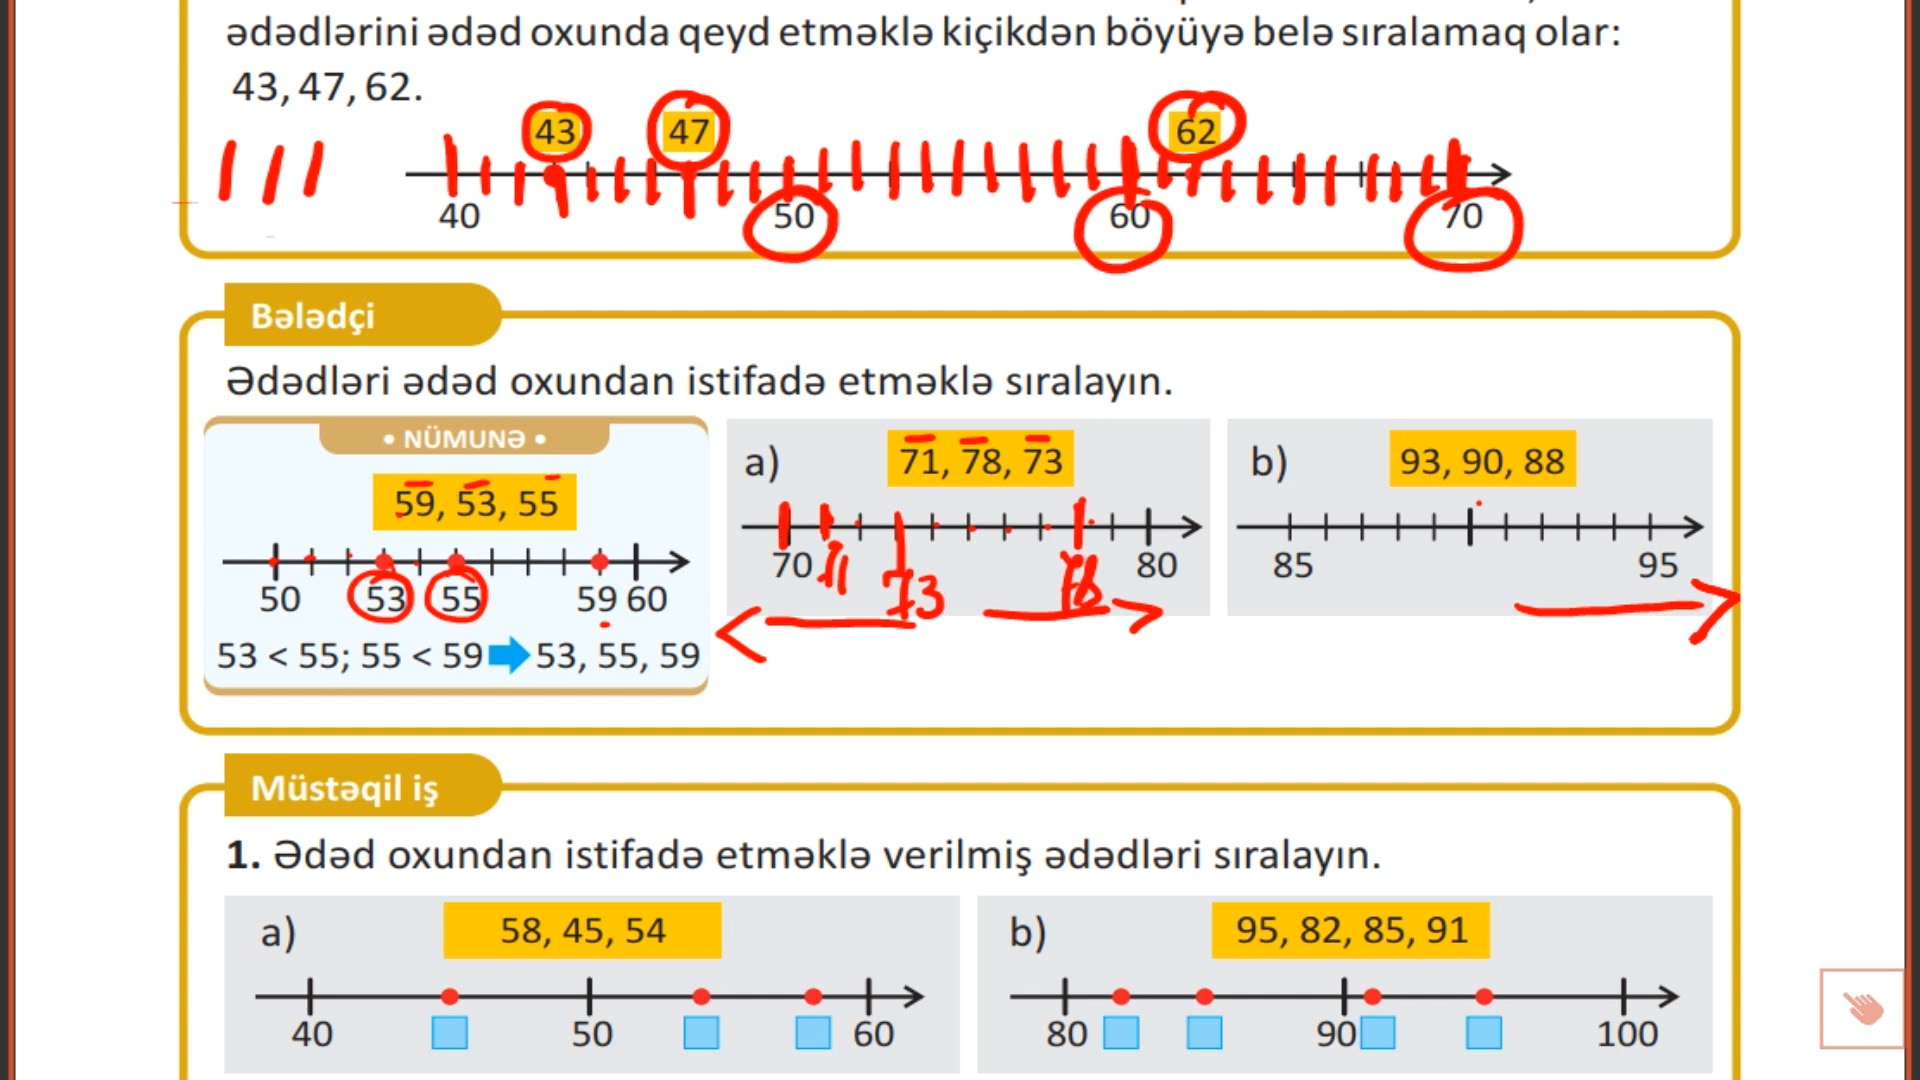 ədədlərini ədəd oxunda qeyd etməklə kiçikdən böyüyə belə sıralamaq olar:
43, 47, 62.
43 47 62
40 50 60 70
Bələdçi
Ədədləri ədəd oxundan istifadə etməklə sıralayın.
• NÜMUNƏ •
59, 53, 55
50 53 55 59 60
53 < 55; 55 < 59 53, 55, 59
a) 71, 78, 73
70 71 73 78 80
b) 93, 90, 88
85 95
Müstəqil iş
1. Ədəd oxundan istifadə etməklə verilmiş ədədləri sıralayın.
a) 58, 45, 54
40 50 60
b) 95, 82, 85, 91
80 90 100